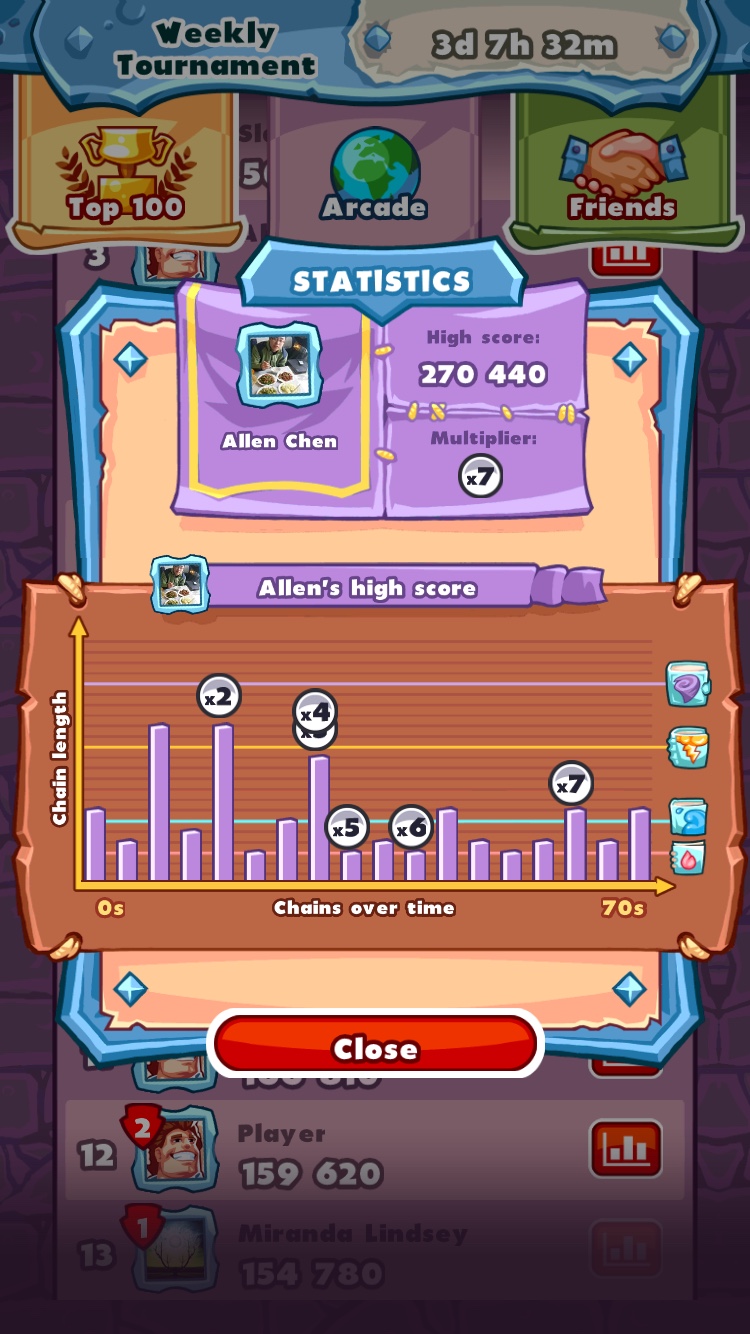 Weekly
Tournament
3d 7h 32m
Top 100
Arcade
Friends
3
STATISTICS
High score:
270 440
Allen Chen
Multiplier:
x7
Allen's high score
Chain length
x2
x4
x7
x5
x6
0s
Chains over time
70s
Close
2
12
Player
159 620
1
13
Miranda Lindsey
154 780